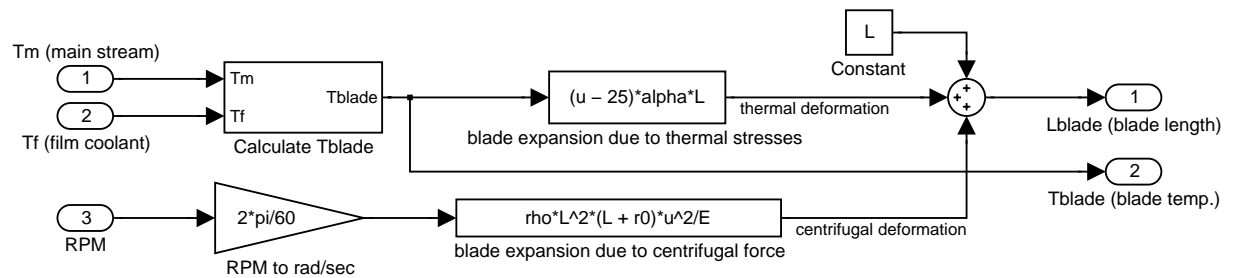 L
Constant
Tm (main stream)
1
Tm
Tblade
2
Tf
Tf (film coolant)
Calculate Tblade
(u – 25)*alpha*L
blade expansion due to thermal stresses
thermal deformation
+
+
+
1
Lblade (blade length)
2
Tblade (blade temp.)
3
RPM
2*pi/60
RPM to rad/sec
rho*L^2*(L + r0)*u^2/E
blade expansion due to centrifugal force
centrifugal deformation